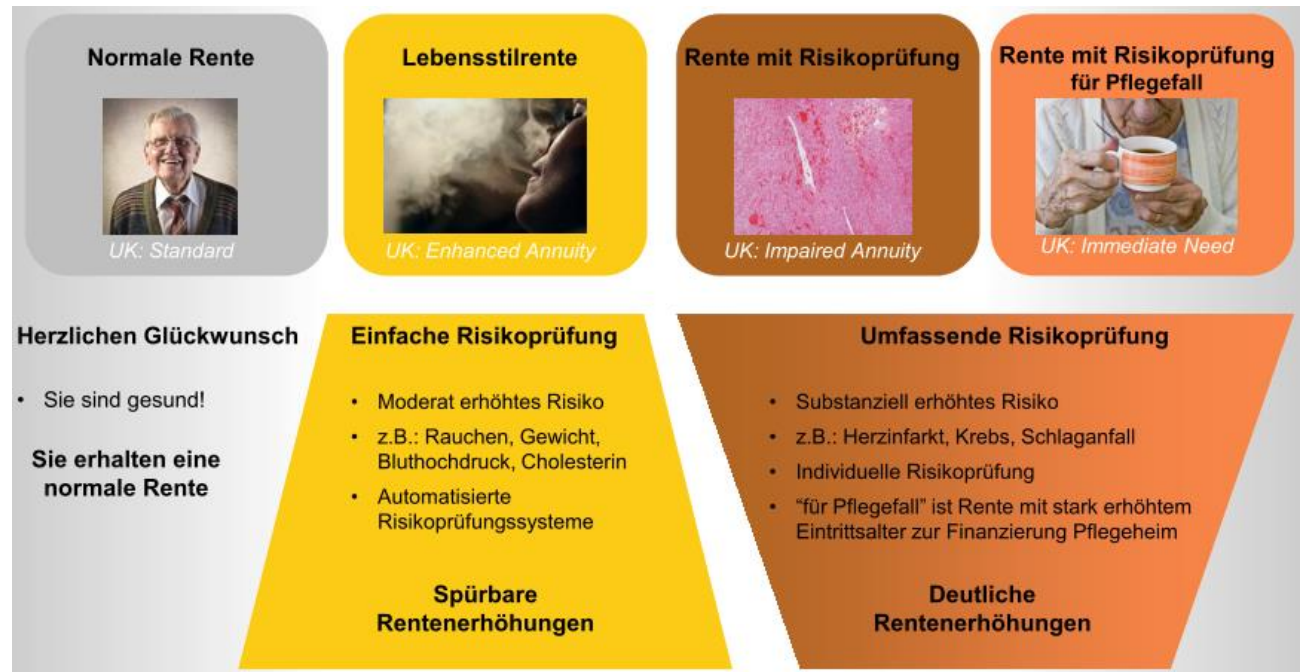 Normale Rente
UK: Standard
Lebensstilrente
UK: Enhanced Annuity
Rente mit Risikoprüfung
UK: Impaired Annuity
Rente mit Risikoprüfung
für Pflegefall
UK: Immediate Need
Herzlichen Glückwunsch
• Sie sind gesund!
Sie erhalten eine
normale Rente
Einfache Risikoprüfung
• Moderat erhöhtes Risiko
• z.B.: Rauchen, Gewicht,
Bluthochdruck, Cholesterin
• Automatisierte
Risikoprüfungssysteme
Spürbare
Rentenerhöhungen
Umfassende Risikoprüfung
• Substanziell erhöhtes Risiko
• z.B.: Herzinfarkt, Krebs, Schlaganfall
• Individuelle Risikoprüfung
• “für Pflegefall” ist Rente mit stark erhöhtem
Eintrittsalter zur Finanzierung Pflegeheim
Deutliche
Rentenerhöhungen